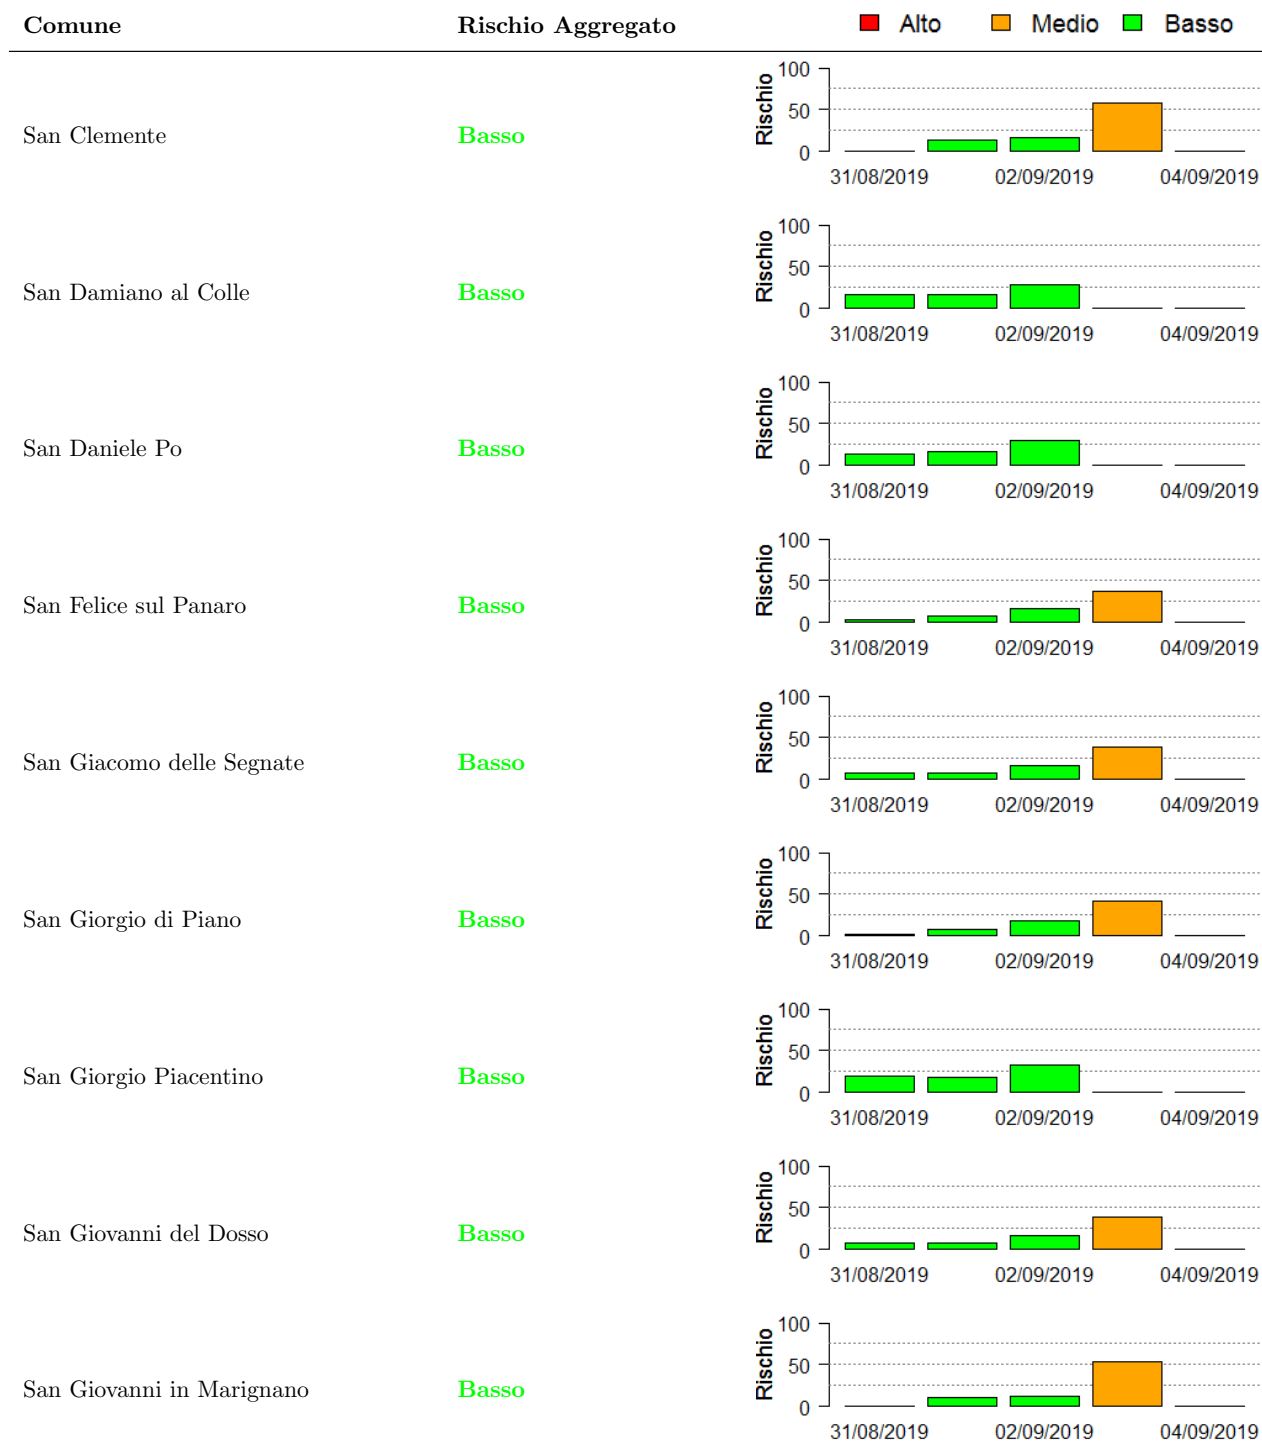 Comune Rischio Aggregato Alto Medio Basso
San Clemente Basso Rischio 100 50 0
31/08/2019 02/09/2019 04/09/2019
San Damiano al Colle Basso Rischio 100 50 0
31/08/2019 02/09/2019 04/09/2019
San Daniele Po Basso Rischio 100 50 0
31/08/2019 02/09/2019 04/09/2019
San Felice sul Panaro Basso Rischio 100 50 0
31/08/2019 02/09/2019 04/09/2019
San Giacomo delle Segnate Basso Rischio 100 50 0
31/08/2019 02/09/2019 04/09/2019
San Giorgio di Piano Basso Rischio 100 50 0
31/08/2019 02/09/2019 04/09/2019
San Giorgio Piacentino Basso Rischio 100 50 0
31/08/2019 02/09/2019 04/09/2019
San Giovanni del Dosso Basso Rischio 100 50 0
31/08/2019 02/09/2019 04/09/2019
San Giovanni in Marignano Basso Rischio 100 50 0
31/08/2019 02/09/2019 04/09/2019